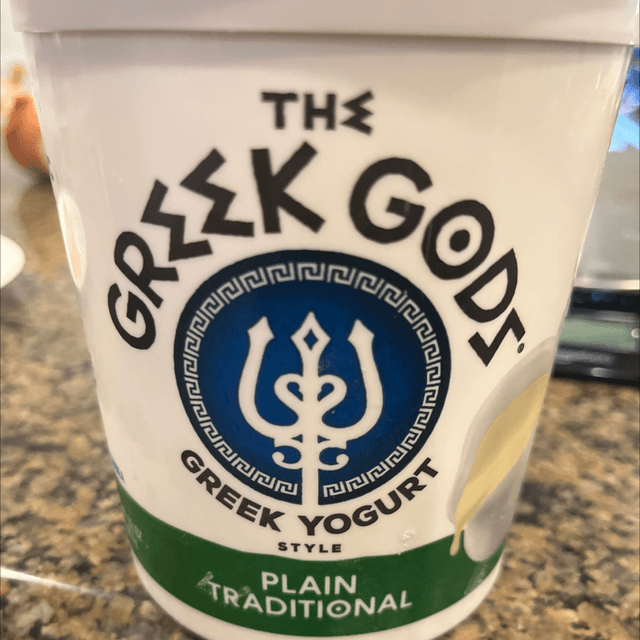 THE
GREEK GODS
GREEK YOGURT
STYLE
PLAIN
TRADITIONAL